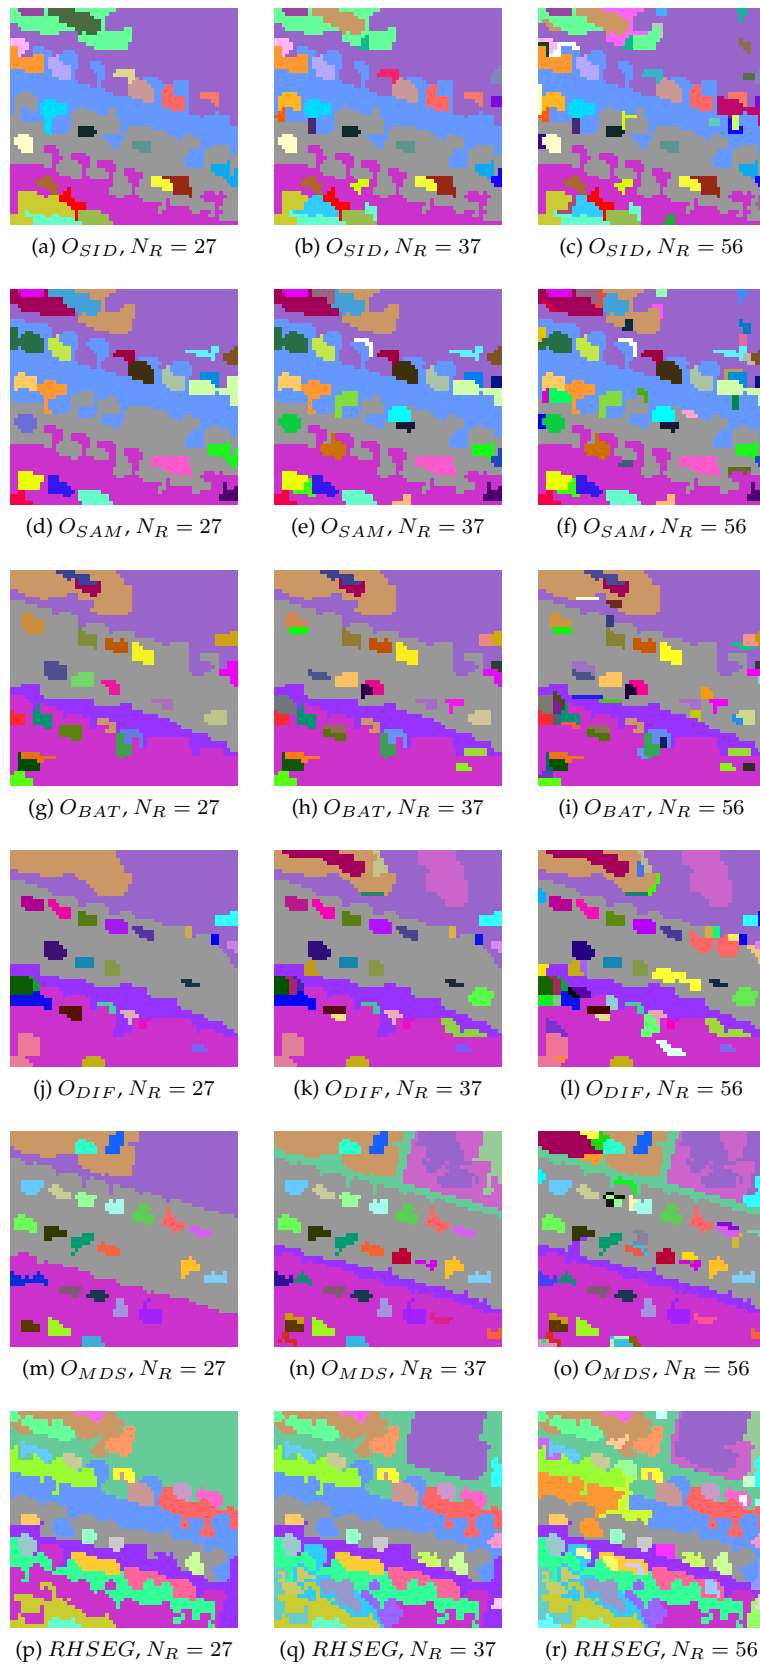 (a) O_{SID}, N_R = 27
(b) O_{SID}, N_R = 37
(c) O_{SID}, N_R = 56
(d) O_{SAM}, N_R = 27
(e) O_{SAM}, N_R = 37
(f) O_{SAM}, N_R = 56
(g) O_{BAT}, N_R = 27
(h) O_{BAT}, N_R = 37
(i) O_{BAT}, N_R = 56
(j) O_{DIF}, N_R = 27
(k) O_{DIF}, N_R = 37
(l) O_{DIF}, N_R = 56
(m) O_{MDS}, N_R = 27
(n) O_{MDS}, N_R = 37
(o) O_{MDS}, N_R = 56
(p) RHSEG, N_R = 27
(q) RHSEG, N_R = 37
(r) RHSEG, N_R = 56